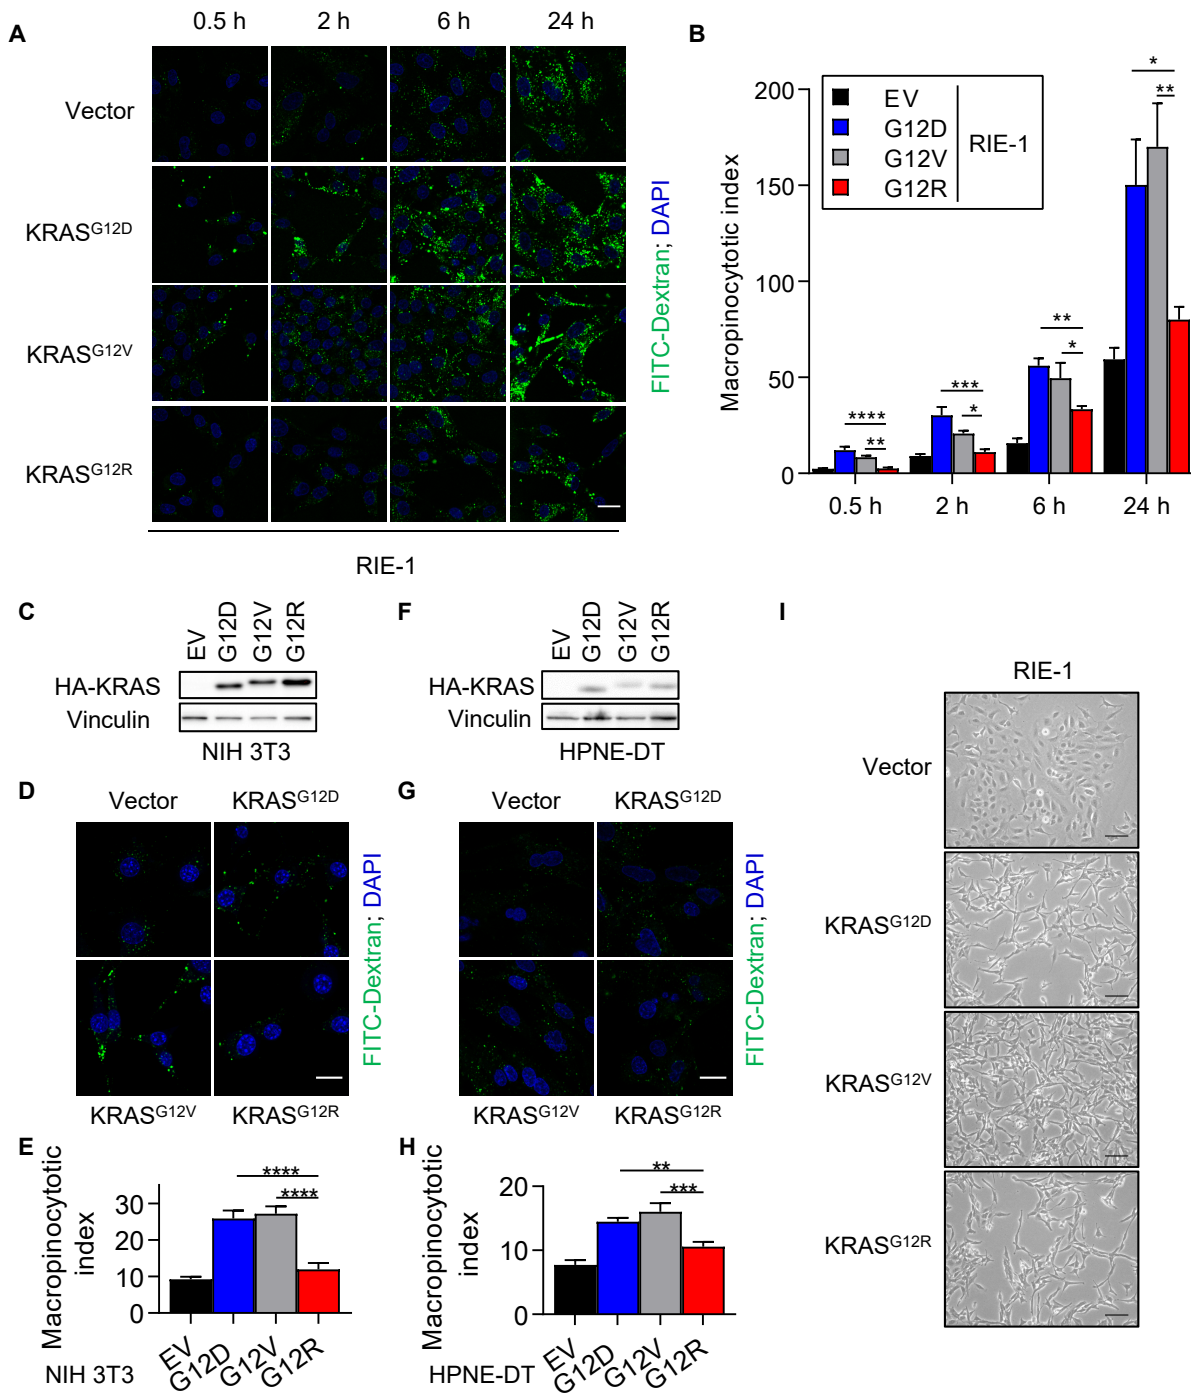 A
0.5 h 2 h 6 h 24 h
Vector
KRASG12D
KRASG12V
KRASG12R
FITC-Dextran; DAPI
RIE-1
B
Macropinocytotic index
200
150
100
50
0
EV
G12D
G12V
G12R
RIE-1
**** ** *** * ** * * **
0.5 h 2 h 6 h 24 h
C
EV G12D G12V G12R
HA-KRAS
Vinculin
NIH 3T3
F
EV G12D G12V G12R
HA-KRAS
Vinculin
HPNE-DT
D
Vector KRASG12D
KRASG12V KRASG12R
FITC-Dextran; DAPI
G
Vector KRASG12D
KRASG12V KRASG12R
FITC-Dextran; DAPI
E
Macropinocytotic
index
30
20
10
0
****
****
EV G12D G12V G12R
NIH 3T3
H
Macropinocytotic
index
20
10
0
**
***
EV G12D G12V G12R
HPNE-DT
I
RIE-1
Vector
KRASG12D
KRASG12V
KRASG12R